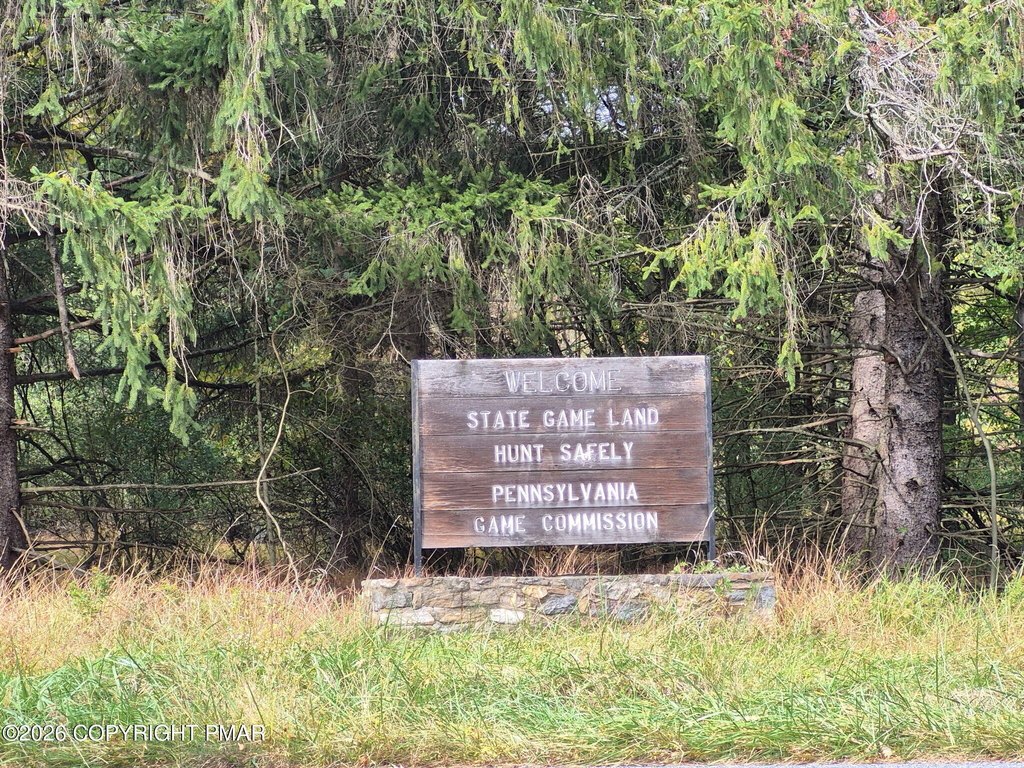 WELCOME
STATE GAME LAND
HUNT SAFELY
PENNSYLVANIA
GAME COMMISSION
©2026 COPYRIGHT PMAR